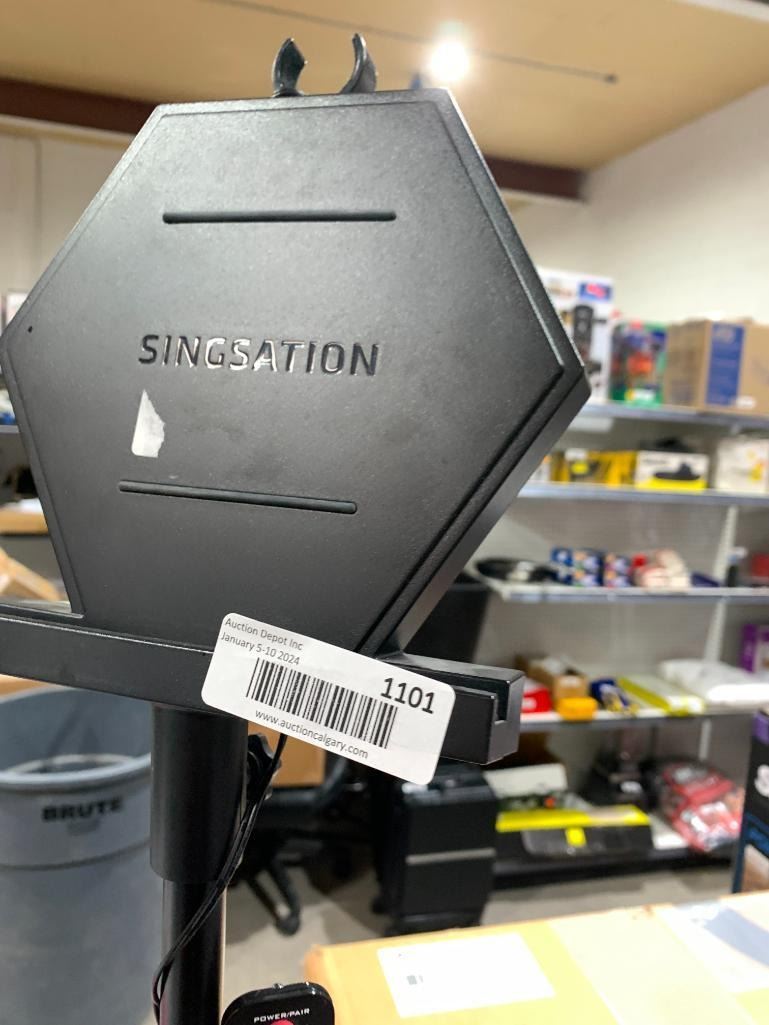 SINGSATION
Auction Depot Inc
January 5-10 2024
1101
www.auctioncalgary.com
BRUTE
POWER/PAIR